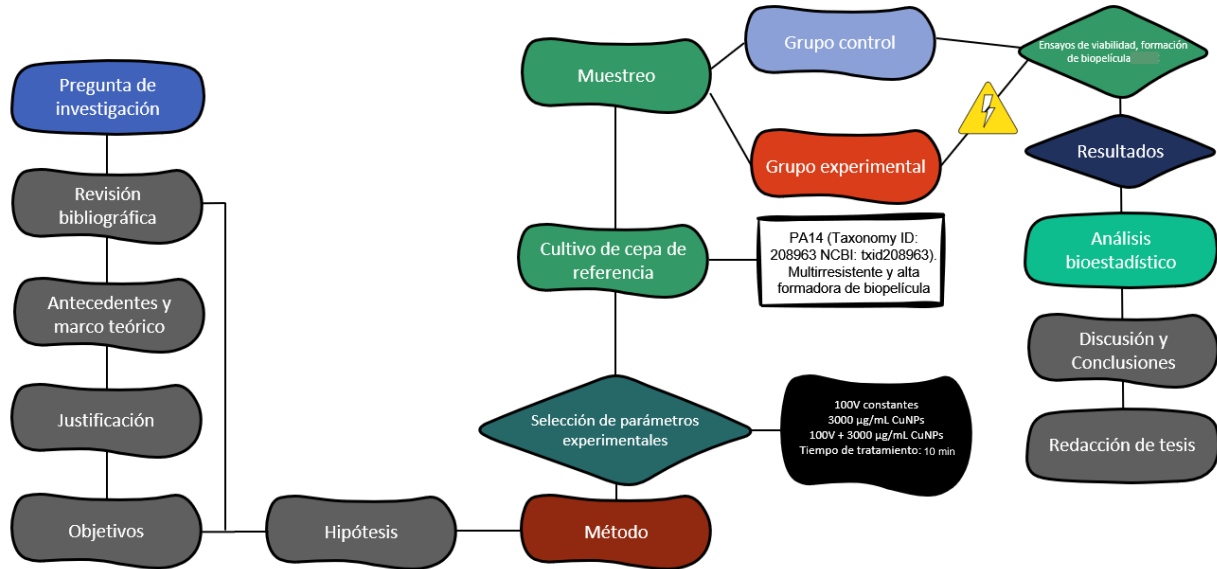 Pregunta de
investigación
Revisión
bibliográfica
Antecedentes y
marco teórico
Justificación
Objetivos
Hipótesis
Método
Selección de parámetros
experimentales
100V constantes
3000 µg/mL CuNPs
100V + 3000 µg/mL CuNPs
Tiempo de tratamiento: 10 min
Cultivo de cepa de
referencia
PA14 (Taxonomy ID:
208963 NCBI: txid208963).
Multirresistente y alta
formadora de biopelícula
Muestreo
Grupo control
Grupo experimental
Ensayos de viabilidad, formación
de biopelícula
Resultados
Análisis
bioestadístico
Discusión y
Conclusiones
Redacción de tesis